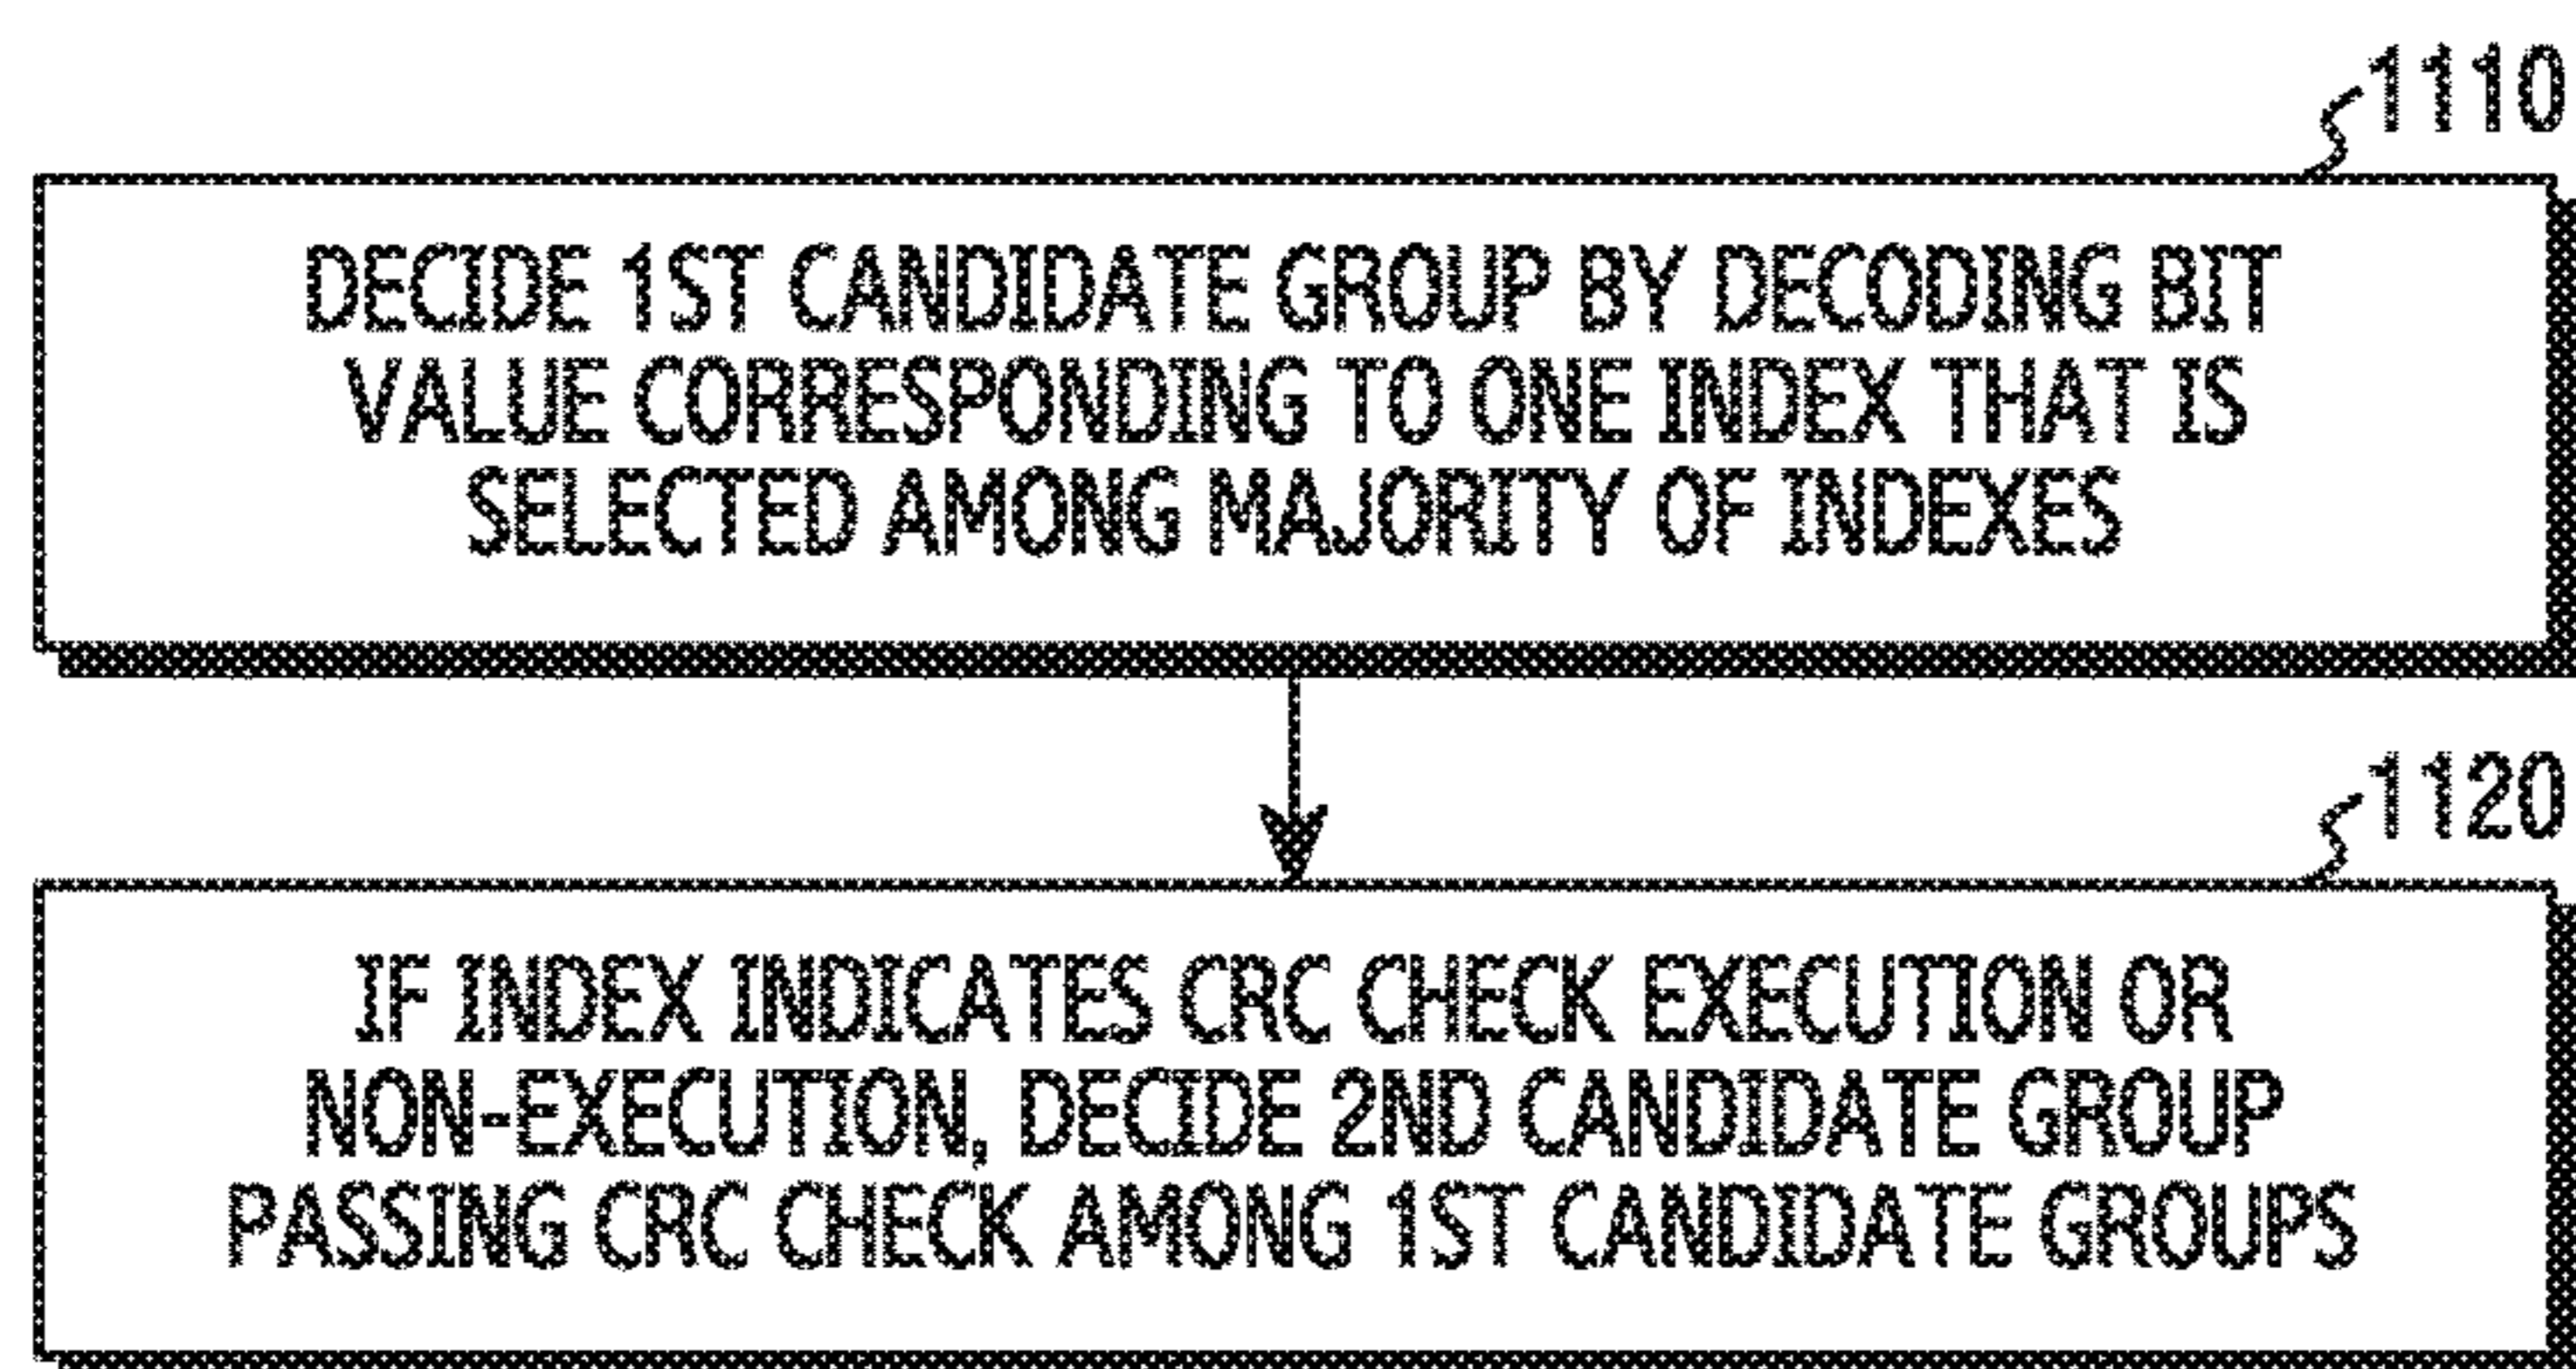 1110
DECIDE 1ST CANDIDATE GROUP BY DECODING BIT
VALUE CORRESPONDING TO ONE INDEX THAT IS
SELECTED AMONG MAJORITY OF INDEXES
1120
IF INDEX INDICATES CRC CHECK EXECUTION OR
NON-EXECUTION, DECIDE 2ND CANDIDATE GROUP
PASSING CRC CHECK AMONG 1ST CANDIDATE GROUPS